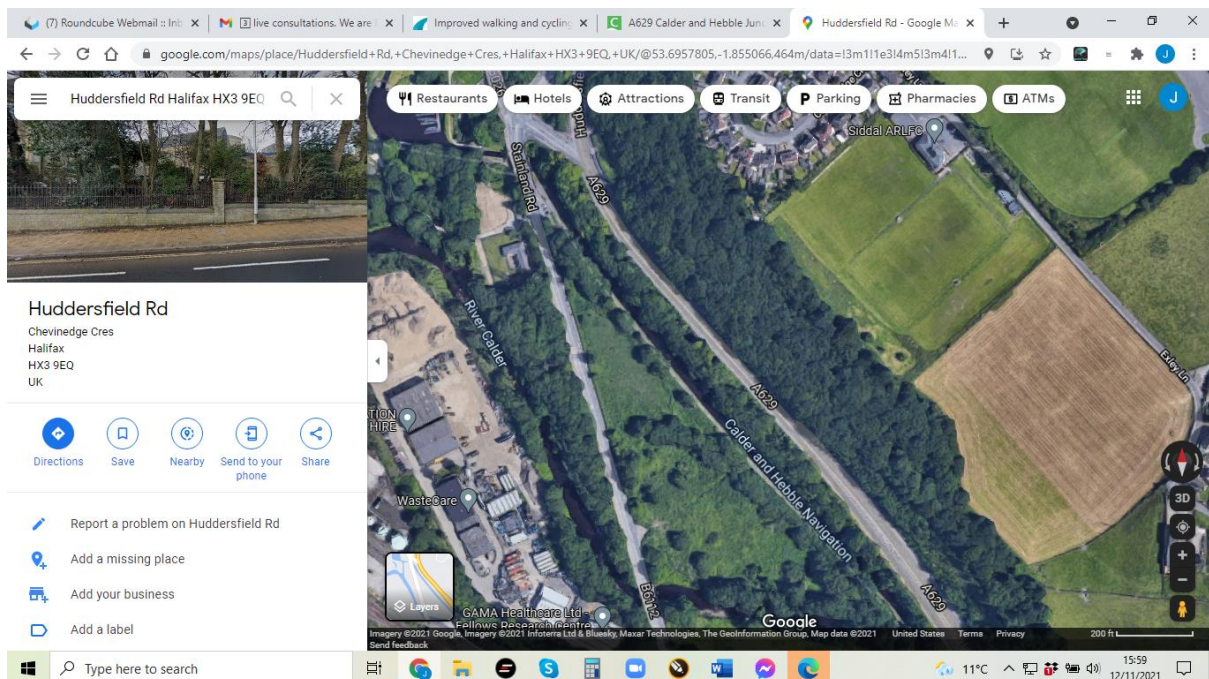 (7) Roundcube Webmail :: Inb
3 live consultations. We are
Improved walking and cycling
A629 Calder and Hebble Junc
Huddersfield Rd - Google Ma
google.com/maps/place/Huddersfield+Rd,+Chevinedge+Cres,+Halifax+HX3+9EQ,+UK/@53.6957805,-1.855066,464m/data=!3m1!1e3!4m5!3m4!1...
J
Huddersfield Rd Halifax HX3 9EQ
Restaurants
Hotels
Attractions
Transit
Parking
Pharmacies
ATMs
J
Siddal ARLFC
Stainland Rd
A629
River Calder
Exley Ln
A629
Calder and Hebble Navigation
HIRE
WasteCare
B6112
A629
GAMA Healthcare Ltd -
Fellows Research Centre
Huddersfield Rd
Chevinedge Cres
Halifax
HX3 9EQ
UK
Directions
Save
Nearby
Send to your
phone
Share
Report a problem on Huddersfield Rd
Add a missing place
Add your business
Add a label
Layers
3D
Google
Imagery ©2021 Google, Imagery ©2021 Infoterra Ltd & Bluesky, Maxar Technologies, The GeoInformation Group, Map data ©2021
United States
Terms
Privacy
200 ft
Send feedback
Type here to search
11°C
15:59
12/11/2021